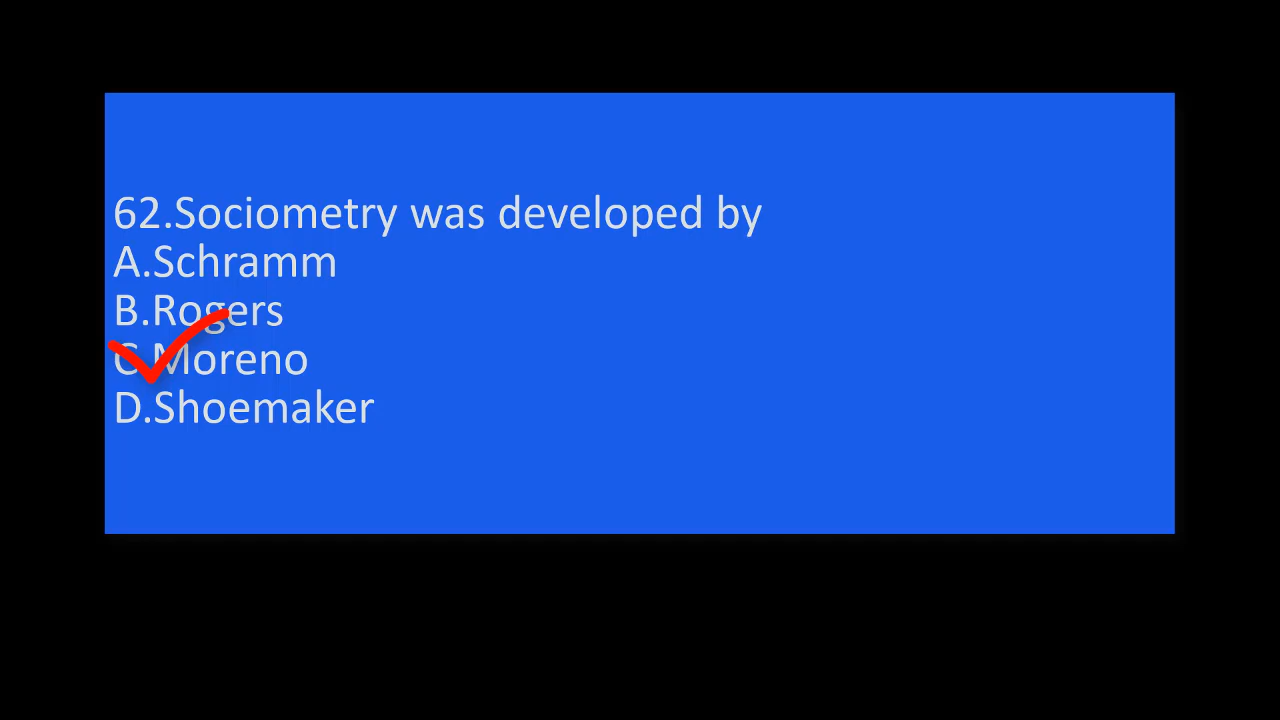 62.Sociometry was developed by
A.Schramm
B.Rogers
C.Moreno
D.Shoemaker